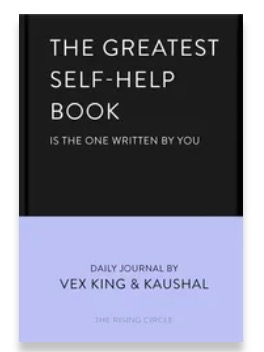 THE GREATEST
SELF-HELP
BOOK
IS THE ONE WRITTEN BY YOU
DAILY JOURNAL BY
VEX KING & KAUSHAL
THE RISING CIRCLE